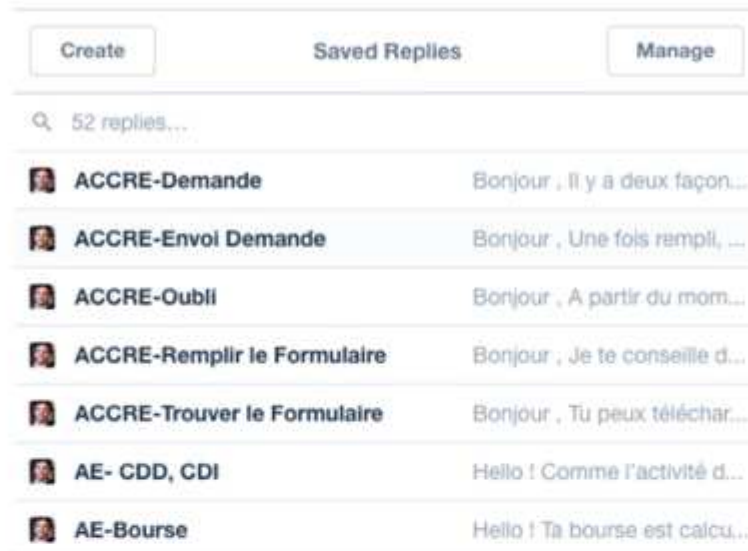 Create Saved Replies Manage
52 replies...
ACCRE-Demande Bonjour , Il y a deux façon...
ACCRE-Envoi Demande Bonjour , Une fois rempli, ...
ACCRE-Oubli Bonjour , A partir du mom...
ACCRE-Remplir le Formulaire Bonjour , Je te conseille d...
ACCRE-Trouver le Formulaire Bonjour , Tu peux téléchar...
AE- CDD, CDI Hello ! Comme l'activité d...
AE-Bourse Hello ! Ta bourse est calcu...